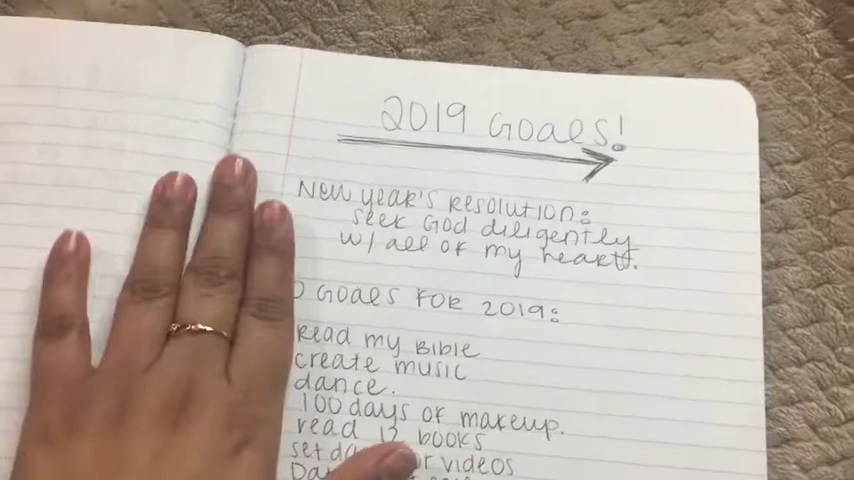 2019 Goals!
New year's resolution:
seek God diligently
w/ all of my heart.
Goals for 2019:
read my Bible
create music
dance.
100 days of makeup.
read 12 books
set videos